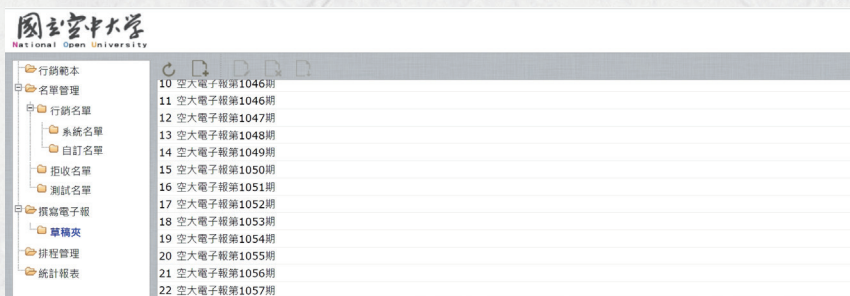 國立空中大學
National Open University
行銷範本
名單管理
行銷名單
系統名單
自訂名單
拒收名單
測試名單
撰寫電子報
草稿夾
排程管理
統計報表
10 空大電子報第1046期
11 空大電子報第1046期
12 空大電子報第1047期
13 空大電子報第1048期
14 空大電子報第1049期
15 空大電子報第1050期
16 空大電子報第1051期
17 空大電子報第1052期
18 空大電子報第1053期
19 空大電子報第1054期
20 空大電子報第1055期
21 空大電子報第1056期
22 空大電子報第1057期